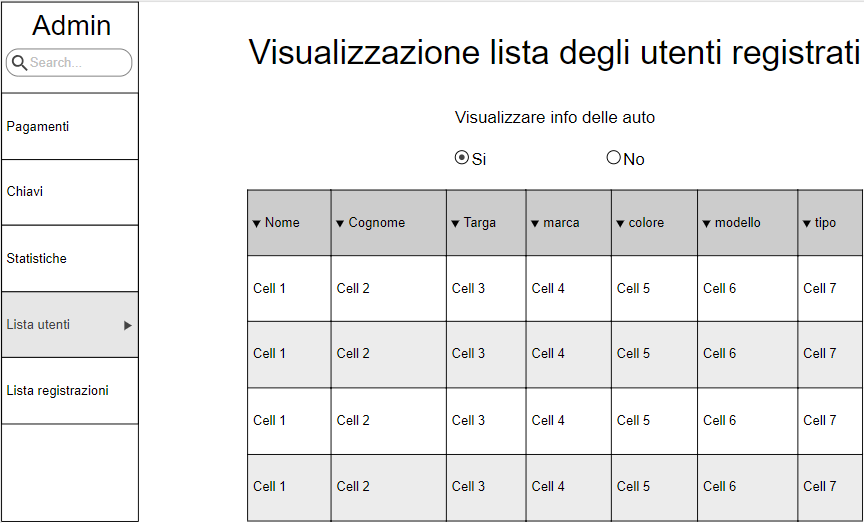 Admin
Search...
Pagamenti
Chiavi
Statistiche
Lista utenti
Lista registrazioni
Visualizzazione lista degli utenti registrati
Visualizzare info delle auto
Si No
Nome Cognome Targa marca colore modello tipo
Cell 1 Cell 2 Cell 3 Cell 4 Cell 5 Cell 6 Cell 7
Cell 1 Cell 2 Cell 3 Cell 4 Cell 5 Cell 6 Cell 7
Cell 1 Cell 2 Cell 3 Cell 4 Cell 5 Cell 6 Cell 7
Cell 1 Cell 2 Cell 3 Cell 4 Cell 5 Cell 6 Cell 7